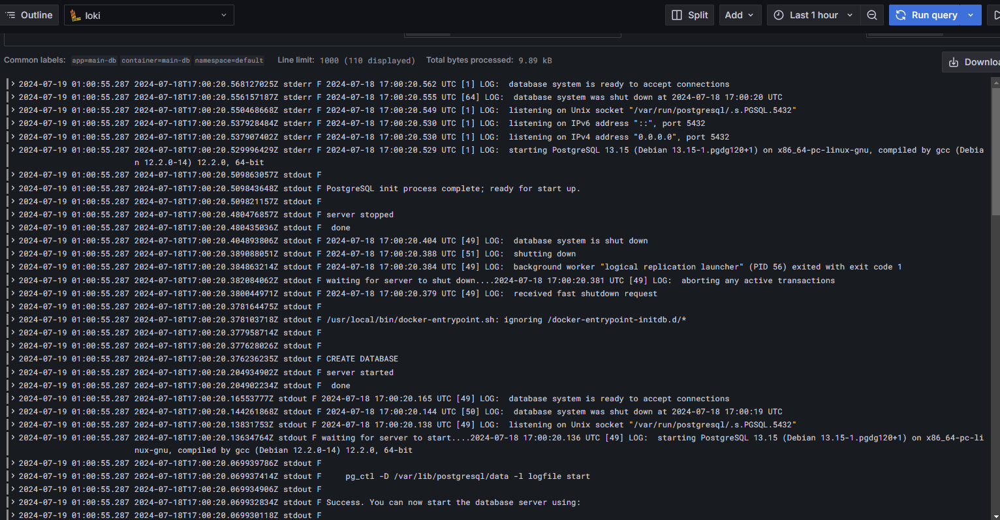 Outline
loki
Split
Add
Last 1 hour
Run query
Common labels: app=main-db container=main-db namespace=default Line limit: 1000 (110 displayed) Total bytes processed: 9.89 kB
Downloa
2024-07-19 01:00:55.287 2024-07-18T17:00:20.568127025Z stderr F 2024-07-18 17:00:20.562 UTC [1] LOG:  database system is ready to accept connections
2024-07-19 01:00:55.287 2024-07-18T17:00:20.556157187Z stderr F 2024-07-18 17:00:20.555 UTC [64] LOG:  database system was shut down at 2024-07-18 17:00:20 UTC
2024-07-19 01:00:55.287 2024-07-18T17:00:20.550468668Z stderr F 2024-07-18 17:00:20.549 UTC [1] LOG:  listening on Unix socket "/var/run/postgresql/.s.PGSQL.5432"
2024-07-19 01:00:55.287 2024-07-18T17:00:20.537928484Z stderr F 2024-07-18 17:00:20.530 UTC [1] LOG:  listening on IPv6 address "::", port 5432
2024-07-19 01:00:55.287 2024-07-18T17:00:20.537907402Z stderr F 2024-07-18 17:00:20.530 UTC [1] LOG:  listening on IPv4 address "0.0.0.0", port 5432
2024-07-19 01:00:55.287 2024-07-18T17:00:20.529996429Z stderr F 2024-07-18 17:00:20.529 UTC [1] LOG:  starting PostgreSQL 13.15 (Debian 13.15-1.pgdg120+1) on x86_64-pc-linux-gnu, compiled by gcc (Debia
n 12.2.0-14) 12.2.0, 64-bit
2024-07-19 01:00:55.287 2024-07-18T17:00:20.509863057Z stdout F
2024-07-19 01:00:55.287 2024-07-18T17:00:20.509843648Z stdout F PostgreSQL init process complete; ready for start up.
2024-07-19 01:00:55.287 2024-07-18T17:00:20.509821157Z stdout F
2024-07-19 01:00:55.287 2024-07-18T17:00:20.480476857Z stdout F server stopped
2024-07-19 01:00:55.287 2024-07-18T17:00:20.480435036Z stdout F  done
2024-07-19 01:00:55.287 2024-07-18T17:00:20.404893806Z stdout F 2024-07-18 17:00:20.404 UTC [49] LOG:  database system is shut down
2024-07-19 01:00:55.287 2024-07-18T17:00:20.389088051Z stdout F 2024-07-18 17:00:20.388 UTC [51] LOG:  shutting down
2024-07-19 01:00:55.287 2024-07-18T17:00:20.384863214Z stdout F 2024-07-18 17:00:20.384 UTC [49] LOG:  background worker "logical replication launcher" (PID 56) exited with exit code 1
2024-07-19 01:00:55.287 2024-07-18T17:00:20.382084062Z stdout F waiting for server to shut down....2024-07-18 17:00:20.381 UTC [49] LOG:  aborting any active transactions
2024-07-19 01:00:55.287 2024-07-18T17:00:20.380044971Z stdout F 2024-07-18 17:00:20.379 UTC [49] LOG:  received fast shutdown request
2024-07-19 01:00:55.287 2024-07-18T17:00:20.378164475Z stdout F
2024-07-19 01:00:55.287 2024-07-18T17:00:20.378103718Z stdout F /usr/local/bin/docker-entrypoint.sh: ignoring /docker-entrypoint-initdb.d/*
2024-07-19 01:00:55.287 2024-07-18T17:00:20.377958714Z stdout F
2024-07-19 01:00:55.287 2024-07-18T17:00:20.377628026Z stdout F
2024-07-19 01:00:55.287 2024-07-18T17:00:20.376236235Z stdout F CREATE DATABASE
2024-07-19 01:00:55.287 2024-07-18T17:00:20.204934902Z stdout F server started
2024-07-19 01:00:55.287 2024-07-18T17:00:20.204902234Z stdout F  done
2024-07-19 01:00:55.287 2024-07-18T17:00:20.16553777Z stdout F 2024-07-18 17:00:20.165 UTC [49] LOG:  database system is ready to accept connections
2024-07-19 01:00:55.287 2024-07-18T17:00:20.144261868Z stdout F 2024-07-18 17:00:20.144 UTC [50] LOG:  database system was shut down at 2024-07-18 17:00:19 UTC
2024-07-19 01:00:55.287 2024-07-18T17:00:20.13831753Z stdout F 2024-07-18 17:00:20.138 UTC [49] LOG:  listening on Unix socket "/var/run/postgresql/.s.PGSQL.5432"
2024-07-19 01:00:55.287 2024-07-18T17:00:20.13634764Z stdout F waiting for server to start....2024-07-18 17:00:20.136 UTC [49] LOG:  starting PostgreSQL 13.15 (Debian 13.15-1.pgdg120+1) on x86_64-pc-li
nux-gnu, compiled by gcc (Debian 12.2.0-14) 12.2.0, 64-bit
2024-07-19 01:00:55.287 2024-07-18T17:00:20.069939786Z stdout F
2024-07-19 01:00:55.287 2024-07-18T17:00:20.069937414Z stdout F     pg_ctl -D /var/lib/postgresql/data -l logfile start
2024-07-19 01:00:55.287 2024-07-18T17:00:20.069934906Z stdout F
2024-07-19 01:00:55.287 2024-07-18T17:00:20.069932834Z stdout F Success. You can now start the database server using:
2024-07-19 01:00:55.287 2024-07-18T17:00:20.069930118Z stdout F